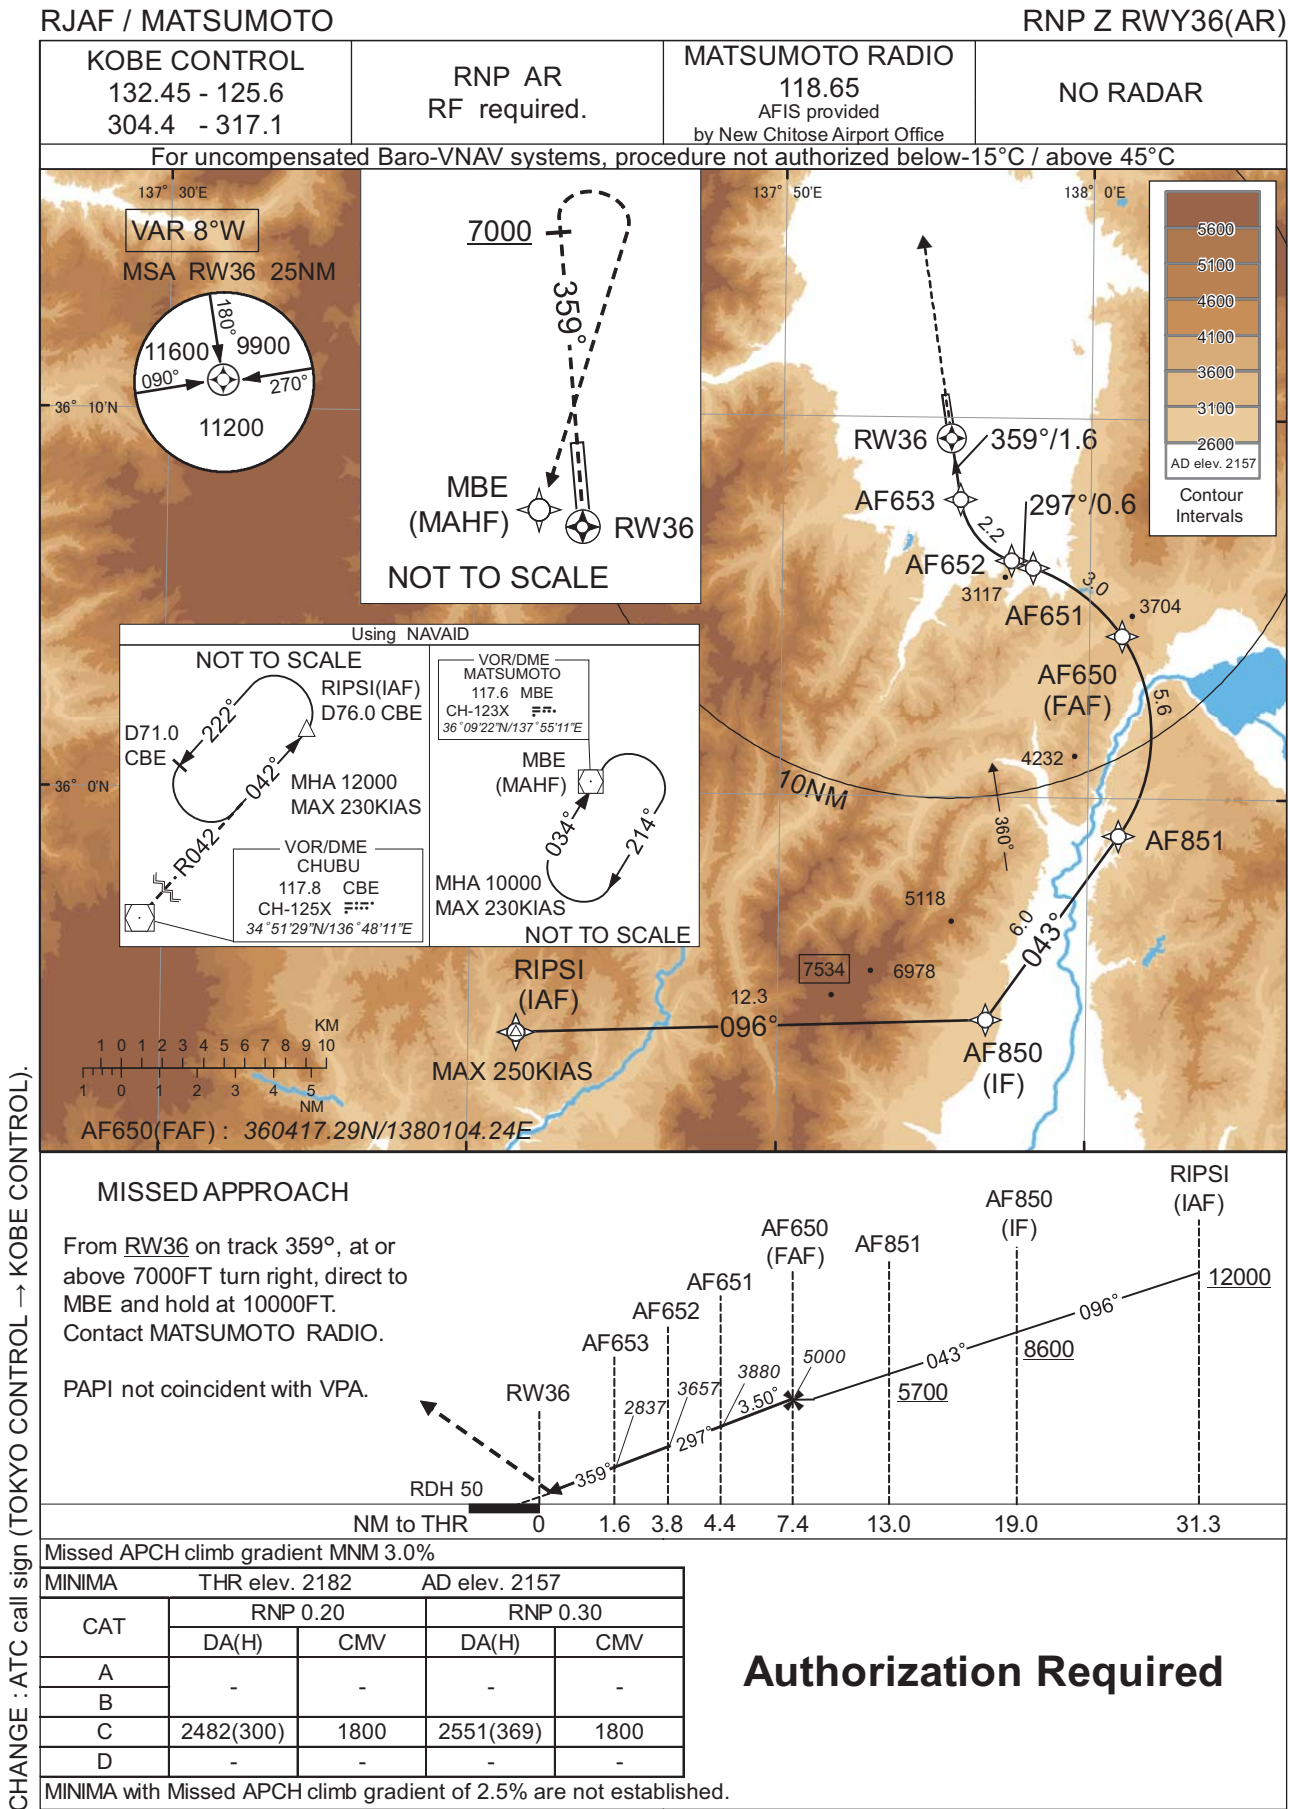 RJAF / MATSUMOTO
RNP Z RWY36(AR)
KOBE CONTROL
132.45 - 125.6
304.4 - 317.1
RNP AR
RF required.
MATSUMOTO RADIO
118.65
AFIS provided
by New Chitose Airport Office
NO RADAR
For uncompensated Baro-VNAV systems, procedure not authorized below-15°C / above 45°C
137° 30'E
137° 50'E
138° 0'E
VAR 8°W
MSA RW36 25NM
180°
11600
9900
090°
270°
11200
36° 10'N
7000
359°
MBE
(MAHF)
RW36
NOT TO SCALE
5600
5100
4600
4100
3600
3100
2600
AD elev. 2157
Contour
Intervals
RW36
359°/1.6
AF653
297°/0.6
2.2
AF652
3117
3.0
AF651
3704
AF650
(FAF)
5.6
4232
10NM
360°
AF851
5118
6.0
043°
7534
6978
12.3
096°
RIPSI
(IAF)
MAX 250KIAS
AF850
(IF)
36° 0'N
Using NAVAID
NOT TO SCALE
RIPSI(IAF)
D76.0 CBE
222°
D71.0
CBE
042°
MHA 12000
MAX 230KIAS
R042
VOR/DME
CHUBU
117.8 CBE
CH-125X
34°51'29"N/136°48'11"E
VOR/DME
MATSUMOTO
117.6 MBE
CH-123X
36°09'22"N/137°55'11"E
MBE
(MAHF)
034°
214°
MHA 10000
MAX 230KIAS
NOT TO SCALE
KM
1 0 1 2 3 4 5 6 7 8 9 10
1 0 1 2 3 4 5
NM
AF650(FAF) : 360417.29N/1380104.24E
MISSED APPROACH
From RW36 on track 359°, at or
above 7000FT turn right, direct to
MBE and hold at 10000FT.
Contact MATSUMOTO RADIO.
PAPI not coincident with VPA.
RIPSI
(IAF)
AF850
(IF)
AF650
(FAF)
AF851
AF651
AF652
AF653
RW36
12000
096°
8600
043°
5700
5000
3880
3.50°
3657
297°
2837
359°
RDH 50
NM to THR 0 1.6 3.8 4.4 7.4 13.0 19.0 31.3
Missed APCH climb gradient MNM 3.0%
MINIMA THR elev. 2182 AD elev. 2157
CAT RNP 0.20 RNP 0.30
DA(H) CMV DA(H) CMV
A
- - - -
B
C 2482(300) 1800 2551(369) 1800
D - - - -
MINIMA with Missed APCH climb gradient of 2.5% are not established.
Authorization Required
CHANGE : ATC call sign (TOKYO CONTROL → KOBE CONTROL).